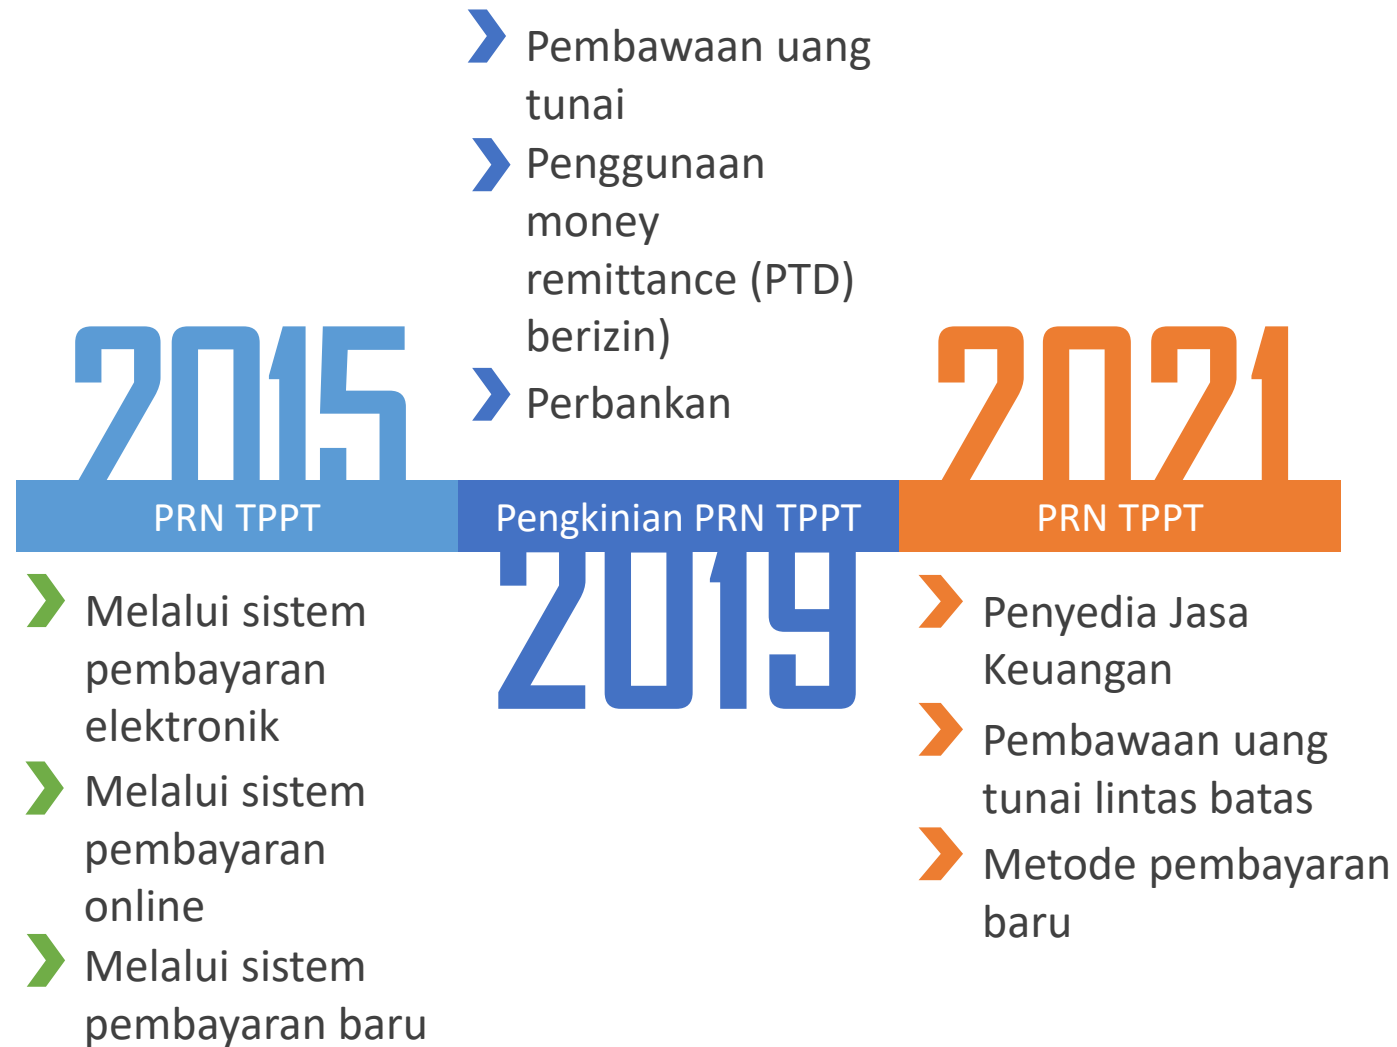 2015
PRN TPPT
Melalui sistem
pembayaran
elektronik
Melalui sistem
pembayaran
online
Melalui sistem
pembayaran baru
Pembawaan uang
tunai
Penggunaan
money
remittance (PTD)
berizin)
Perbankan
Pengkinian PRN TPPT
2019
2021
PRN TPPT
Penyedia Jasa
Keuangan
Pembawaan uang
tunai lintas batas
Metode pembayaran
baru